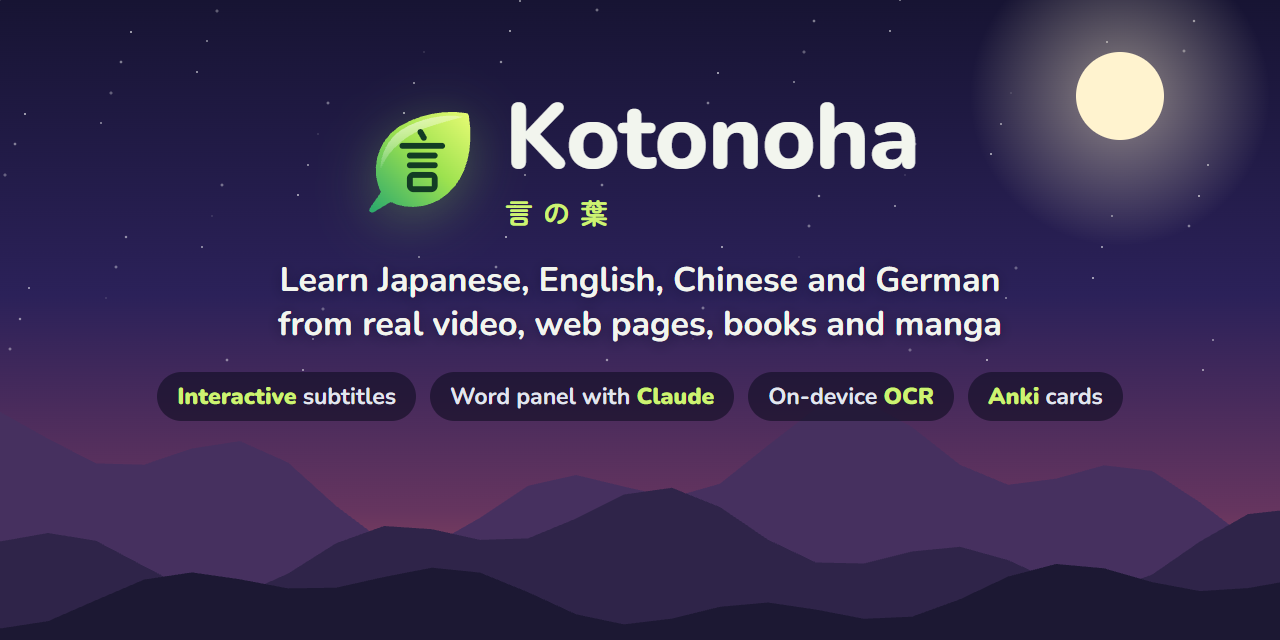 言
Kotonoha
言の葉
Learn Japanese, English, Chinese and German
from real video, web pages, books and manga
Interactive subtitles
Word panel with Claude
On-device OCR
Anki cards